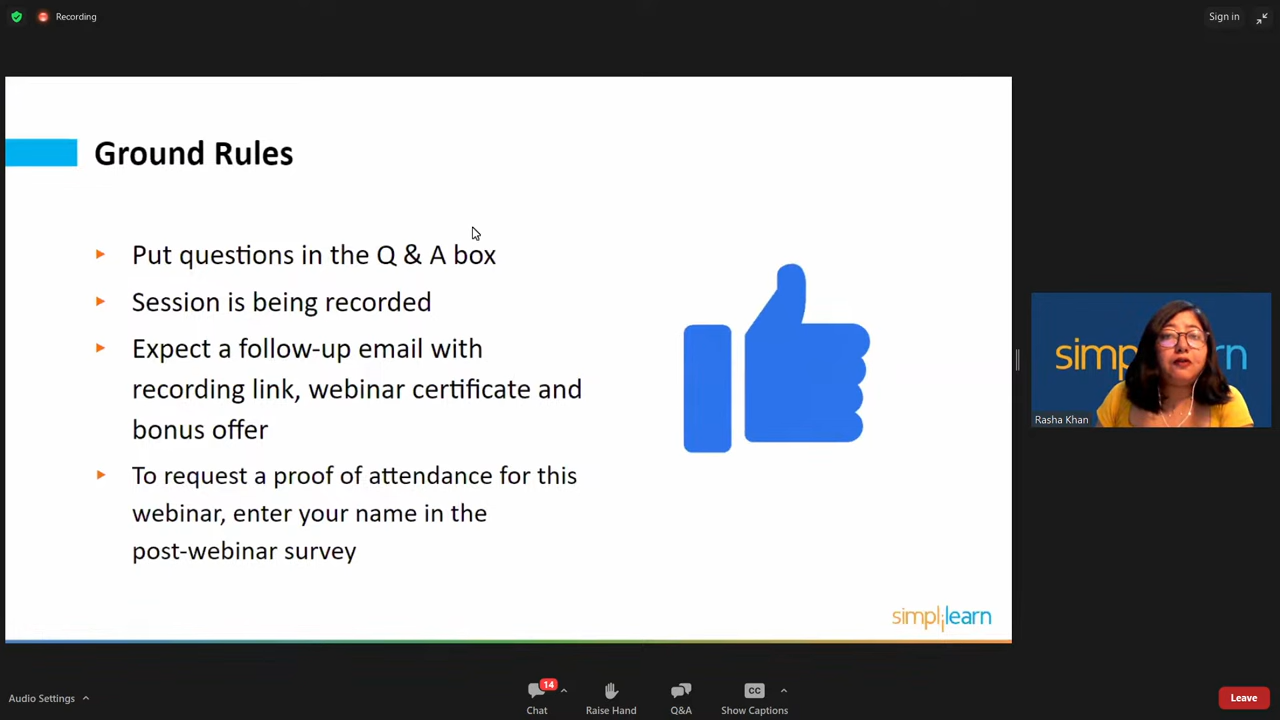 Recording
Sign in
Ground Rules
Put questions in the Q & A box
Session is being recorded
Expect a follow-up email with
recording link, webinar certificate and
bonus offer
To request a proof of attendance for this
webinar, enter your name in the
post-webinar survey
simplilearn
simp
rn
Rasha Khan
Audio Settings
14
Chat
Raise Hand
Q&A
CC
Show Captions
Leave